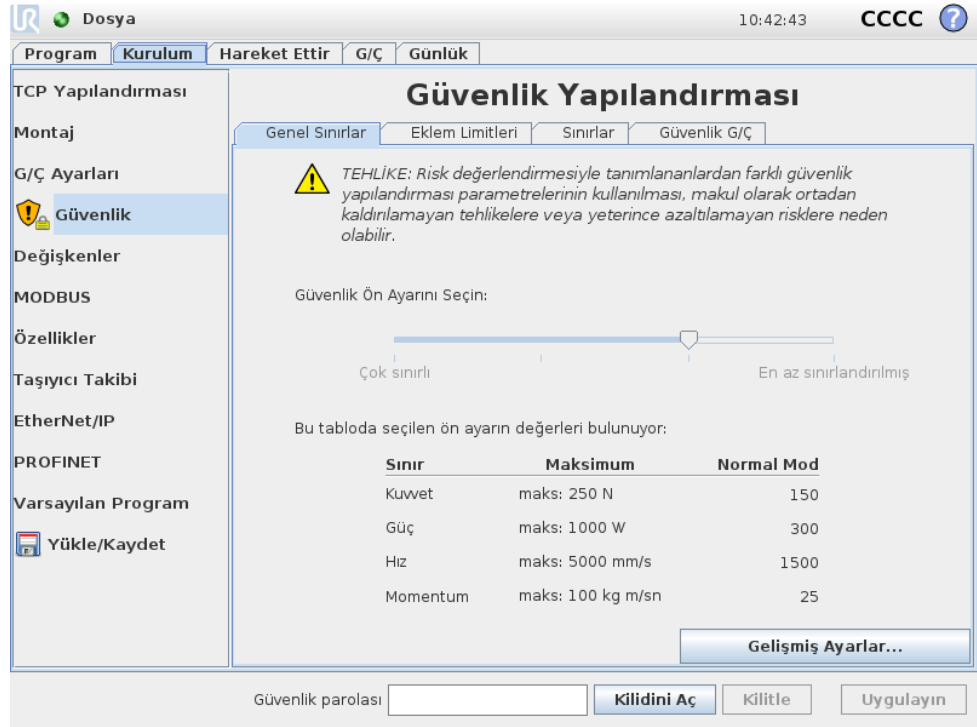 UR Dosya 10:42:43 CCCC ?
Program Kurulum Hareket Ettir G/Ç Günlük
TCP Yapılandırması
Montaj
G/Ç Ayarları
Güvenlik
Değişkenler
MODBUS
Özellikler
Taşıyıcı Takibi
EtherNet/IP
PROFINET
Varsayılan Program
Yükle/Kaydet
Güvenlik Yapılandırması
Genel Sınırlar Eklem Limitleri Sınırlar Güvenlik G/Ç
TEHLİKE: Risk değerlendirmesiyle tanımlananlardan farklı güvenlik
yapılandırması parametrelerinin kullanılması, makul olarak ortadan
kaldırılamayan tehlikelere veya yeterince azaltılamayan risklere neden
olabilir.
Güvenlik Ön Ayarını Seçin:
Çok sınırlı En az sınırlandırılmış
Bu tabloda seçilen ön ayarın değerleri bulunuyor:
Sınır Maksimum Normal Mod
Kuvvet maks: 250 N 150
Güç maks: 1000 W 300
Hız maks: 5000 mm/s 1500
Momentum maks: 100 kg m/sn 25
Gelişmiş Ayarlar...
Güvenlik parolası Kilidini Aç Kilitle Uygulayın